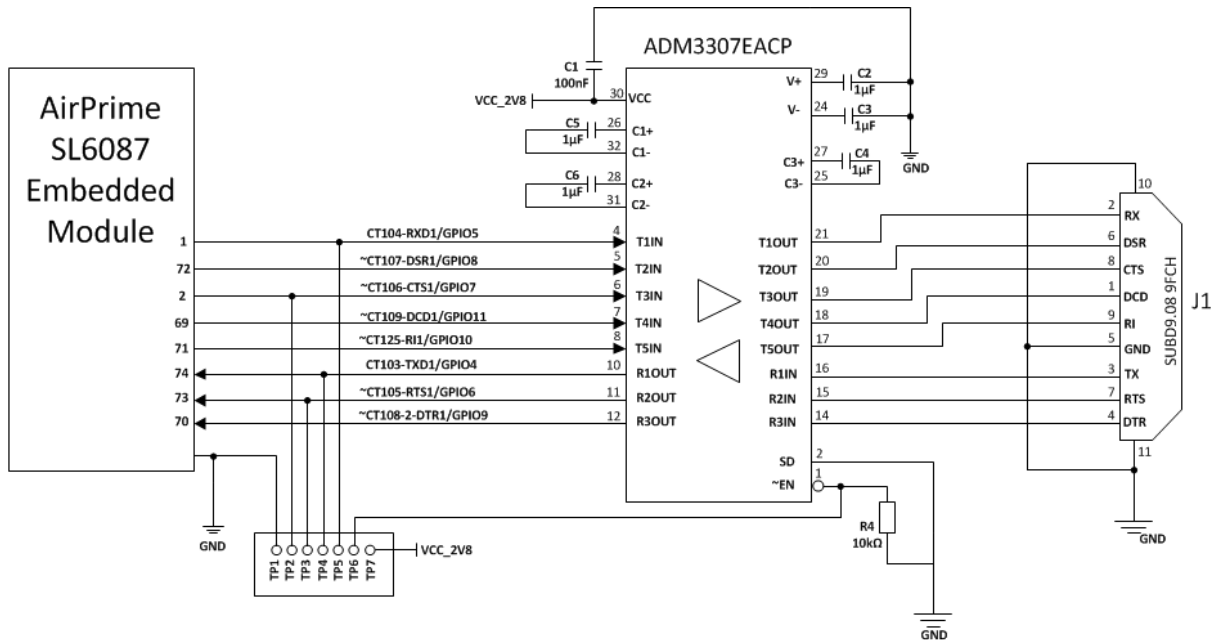 ADM3307EACP
AirPrime
SL6087
Embedded
Module
C1
100nF
VCC_2V8
30
VCC
C5
1µF
26
C1+
32
C1-
C6
1µF
28
C2+
31
C2-
V+
29
C2
1µF
V-
24
C3
1µF
C3+
27
C4
1µF
C3-
25
GND
1
CT104-RXD1/GPIO5
4
T1IN
72
~CT107-DSR1/GPIO8
5
T2IN
2
~CT106-CTS1/GPIO7
6
T3IN
69
~CT109-DCD1/GPIO11
7
T4IN
71
~CT125-RI1/GPIO10
8
T5IN
74
CT103-TXD1/GPIO4
10
R1OUT
73
~CT105-RTS1/GPIO6
11
R2OUT
70
~CT108-2-DTR1/GPIO9
12
R3OUT
T1OUT
21
T2OUT
20
T3OUT
19
T4OUT
18
T5OUT
17
R1IN
16
R2IN
15
R3IN
14
SD
2
~EN
1
R4
10kΩ
GND
10
2
RX
6
DSR
8
CTS
1
DCD
9
RI
5
GND
3
TX
7
RTS
4
DTR
11
SUBD9.08 9FCH
J1
GND
GND
TP1
TP2
TP3
TP4
TP5
TP6
TP7
VCC_2V8